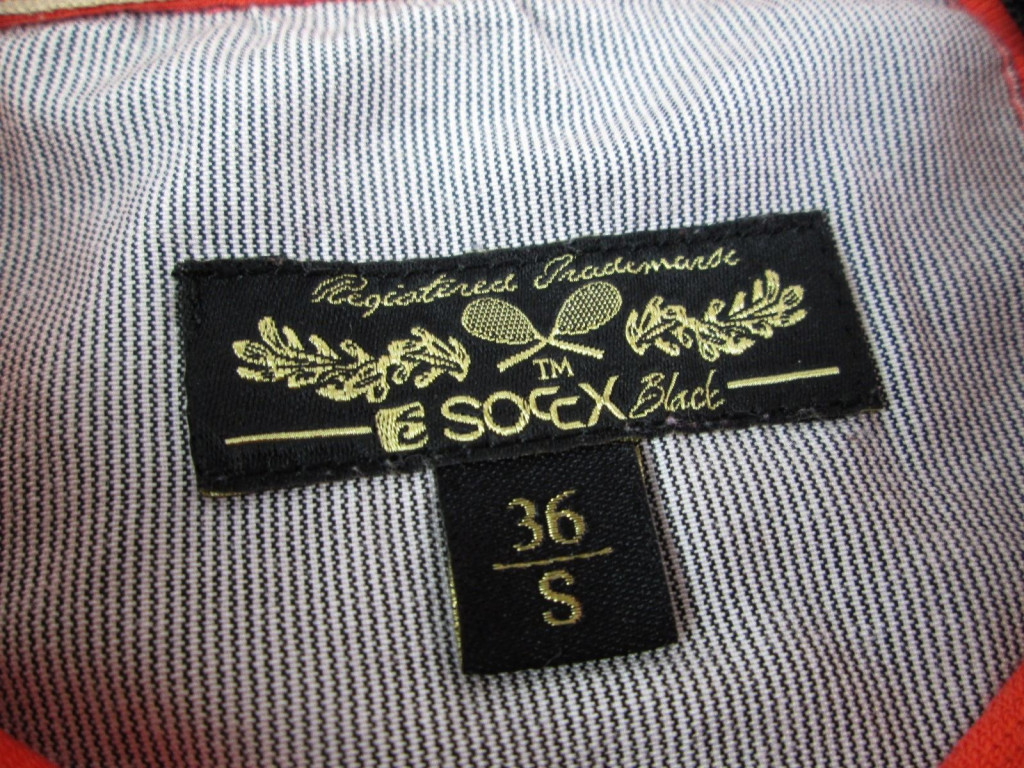 Registered Trademark
TM
SOCCX Black
36
S